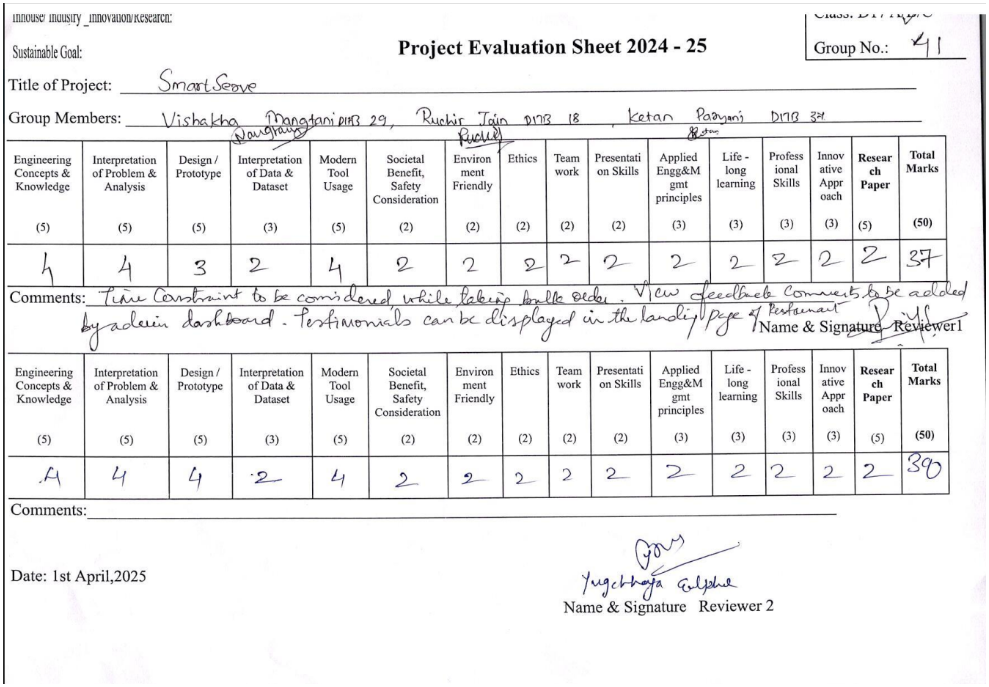 Inhouse/ Industry _Innovation/Research:
Class: D17 A/B/C
Sustainable Goal:
Project Evaluation Sheet 2024 - 25
Group No.: 41
Title of Project: SmartServe
Group Members: Vishakha Mangtani D17B 29, Ruchir Jain D17B 18, Ketan Paryani D17B 37
Engineering Concepts & Knowledge (5) Interpretation of Problem & Analysis (5) Design / Prototype (5) Interpretation of Data & Dataset (3) Modern Tool Usage (5) Societal Benefit, Safety Consideration (2) Environ ment Friendly (2) Ethics (2) Team work (2) Presentati on Skills (2) Applied Engg&M gmt principles (3) Life - long learning (3) Profess ional Skills (3) Innov ative Appr oach (3) Resear ch Paper (5) Total Marks (50)
4 4 3 2 4 2 2 2 2 2 2 2 2 2 2 37
Comments: Time Constraint to be considered while taking bulk order. View feedback comments to be added
by admin dashboard. Testimonials can be displayed in the landing page of Restaurant
Name & Signature Reviewer1
Engineering Concepts & Knowledge (5) Interpretation of Problem & Analysis (5) Design / Prototype (5) Interpretation of Data & Dataset (3) Modern Tool Usage (5) Societal Benefit, Safety Consideration (2) Environ ment Friendly (2) Ethics (2) Team work (2) Presentati on Skills (2) Applied Engg&M gmt principles (3) Life - long learning (3) Profess ional Skills (3) Innov ative Appr oach (3) Resear ch Paper (5) Total Marks (50)
4 4 4 2 4 2 2 2 2 2 2 2 2 2 2
Comments:
Date: 1st April,2025
Name & Signature Reviewer 2